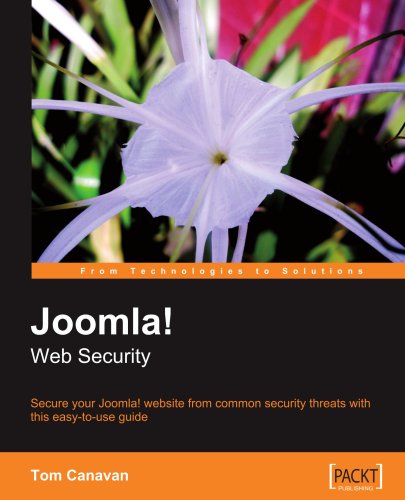 From Technologies to Solutions
Joomla!
Web Security
Secure your Joomla! website from common security threats with
this easy-to-use guide
Tom Canavan
PACKT
PUBLISHING